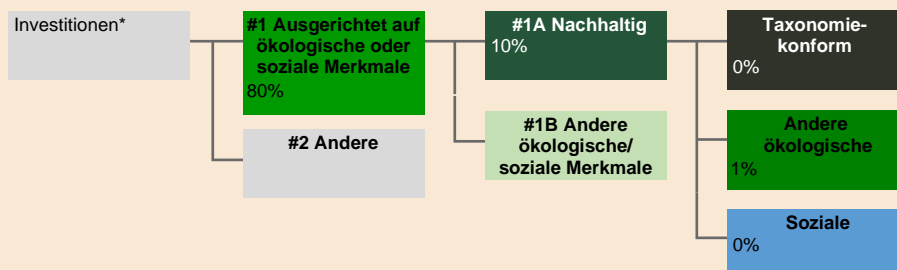 Investitionen*
#1 Ausgerichtet auf
ökologische oder
soziale Merkmale
80%
#2 Andere
#1A Nachhaltig
10%
#1B Andere
ökologische/
soziale Merkmale
Taxonomie-
konform
0%
Andere
ökologische
1%
Soziale
0%